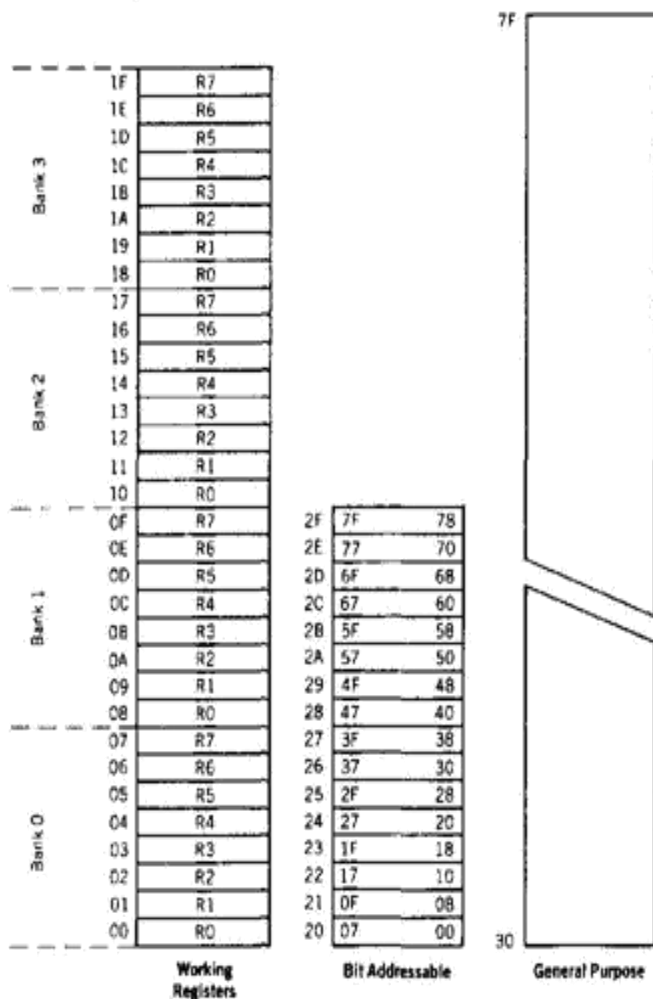 7F
Bank 3
1F R7
1E R6
1D R5
1C R4
1B R3
1A R2
19 R1
18 R0
Bank 2
17 R7
16 R6
15 R5
14 R4
13 R3
12 R2
11 R1
10 R0
Bank 1
0F R7
0E R6
0D R5
0C R4
0B R3
0A R2
09 R1
08 R0
Bank 0
07 R7
06 R6
05 R5
04 R4
03 R3
02 R2
01 R1
00 R0
Working
Registers
2F 7F 78
2E 77 70
2D 6F 68
2C 67 60
2B 5F 58
2A 57 50
29 4F 48
28 47 40
27 3F 38
26 37 30
25 2F 28
24 27 20
23 1F 18
22 17 10
21 0F 08
20 07 00
Bit Addressable
30
General Purpose